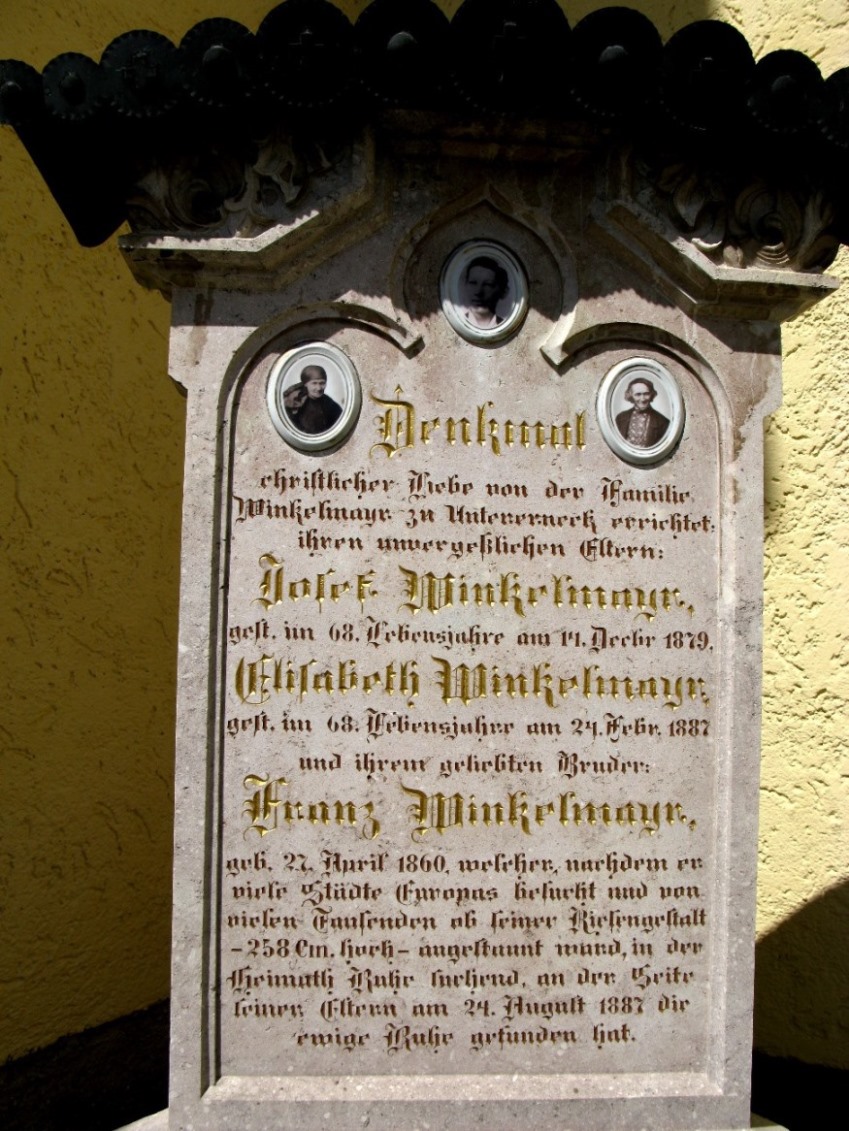 Denkmal
christlicher Liebe von der Familie
Winkelmayr zu Untererneck errichtet:
ihren unvergeßlichen Eltern:
Josef Winkelmayr,
gest. im 68. Lebensjahre am 14. Decbr 1879,
Elisabeth Winkelmayr,
gest. im 68. Lebensjahre am 24. Febr. 1887
und ihrem geliebten Bruder:
Franz Winkelmayr,
geb. 27. April 1860, welcher, nachdem er
viele Städte Europas besucht und von
vielen Tausenden ob seiner Riesengestalt
-258 Cm. hoch- angestaunt ward, in der
Heimath Ruhe suchend, an der Seite
seiner Eltern am 24. August 1887 die
ewige Ruhe gefunden hat.